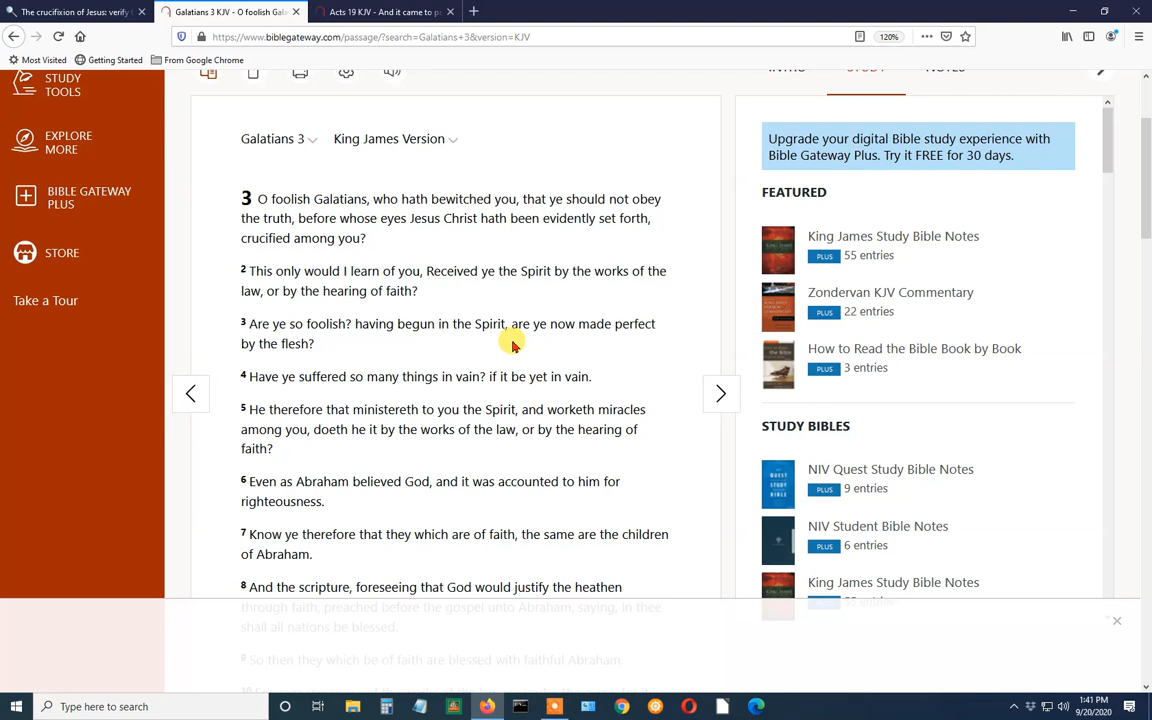 The crucifixion of Jesus: verify
Galatians 3 KJV - O foolish Gala
Acts 19 KJV - And it came to p
https://www.biblegateway.com/passage/?search=Galatians+3&version=KJV
120%
Most Visited
Getting Started
From Google Chrome
STUDY
TOOLS
EXPLORE
MORE
BIBLE GATEWAY
PLUS
STORE
Take a Tour
Galatians 3
King James Version
3 O foolish Galatians, who hath bewitched you, that ye should not obey
the truth, before whose eyes Jesus Christ hath been evidently set forth,
crucified among you?
2 This only would I learn of you, Received ye the Spirit by the works of the
law, or by the hearing of faith?
3 Are ye so foolish? having begun in the Spirit, are ye now made perfect
by the flesh?
4 Have ye suffered so many things in vain? if it be yet in vain.
5 He therefore that ministereth to you the Spirit, and worketh miracles
among you, doeth he it by the works of the law, or by the hearing of
faith?
6 Even as Abraham believed God, and it was accounted to him for
righteousness.
7 Know ye therefore that they which are of faith, the same are the children
of Abraham.
8 And the scripture, foreseeing that God would justify the heathen
through faith, preached before the gospel unto Abraham, saying, In thee
shall all nations be blessed.
9 So then they which be of faith are blessed with faithful Abraham.
INTRO
STUDY
NOTES
Upgrade your digital Bible study experience with
Bible Gateway Plus. Try it FREE for 30 days.
FEATURED
King James Study Bible Notes
PLUS 55 entries
Zondervan KJV Commentary
PLUS 22 entries
How to Read the Bible Book by Book
PLUS 3 entries
STUDY BIBLES
NIV Quest Study Bible Notes
PLUS 9 entries
NIV Student Bible Notes
PLUS 6 entries
King James Study Bible Notes
PLUS 55 entries
Type here to search
1:41 PM
9/20/2020